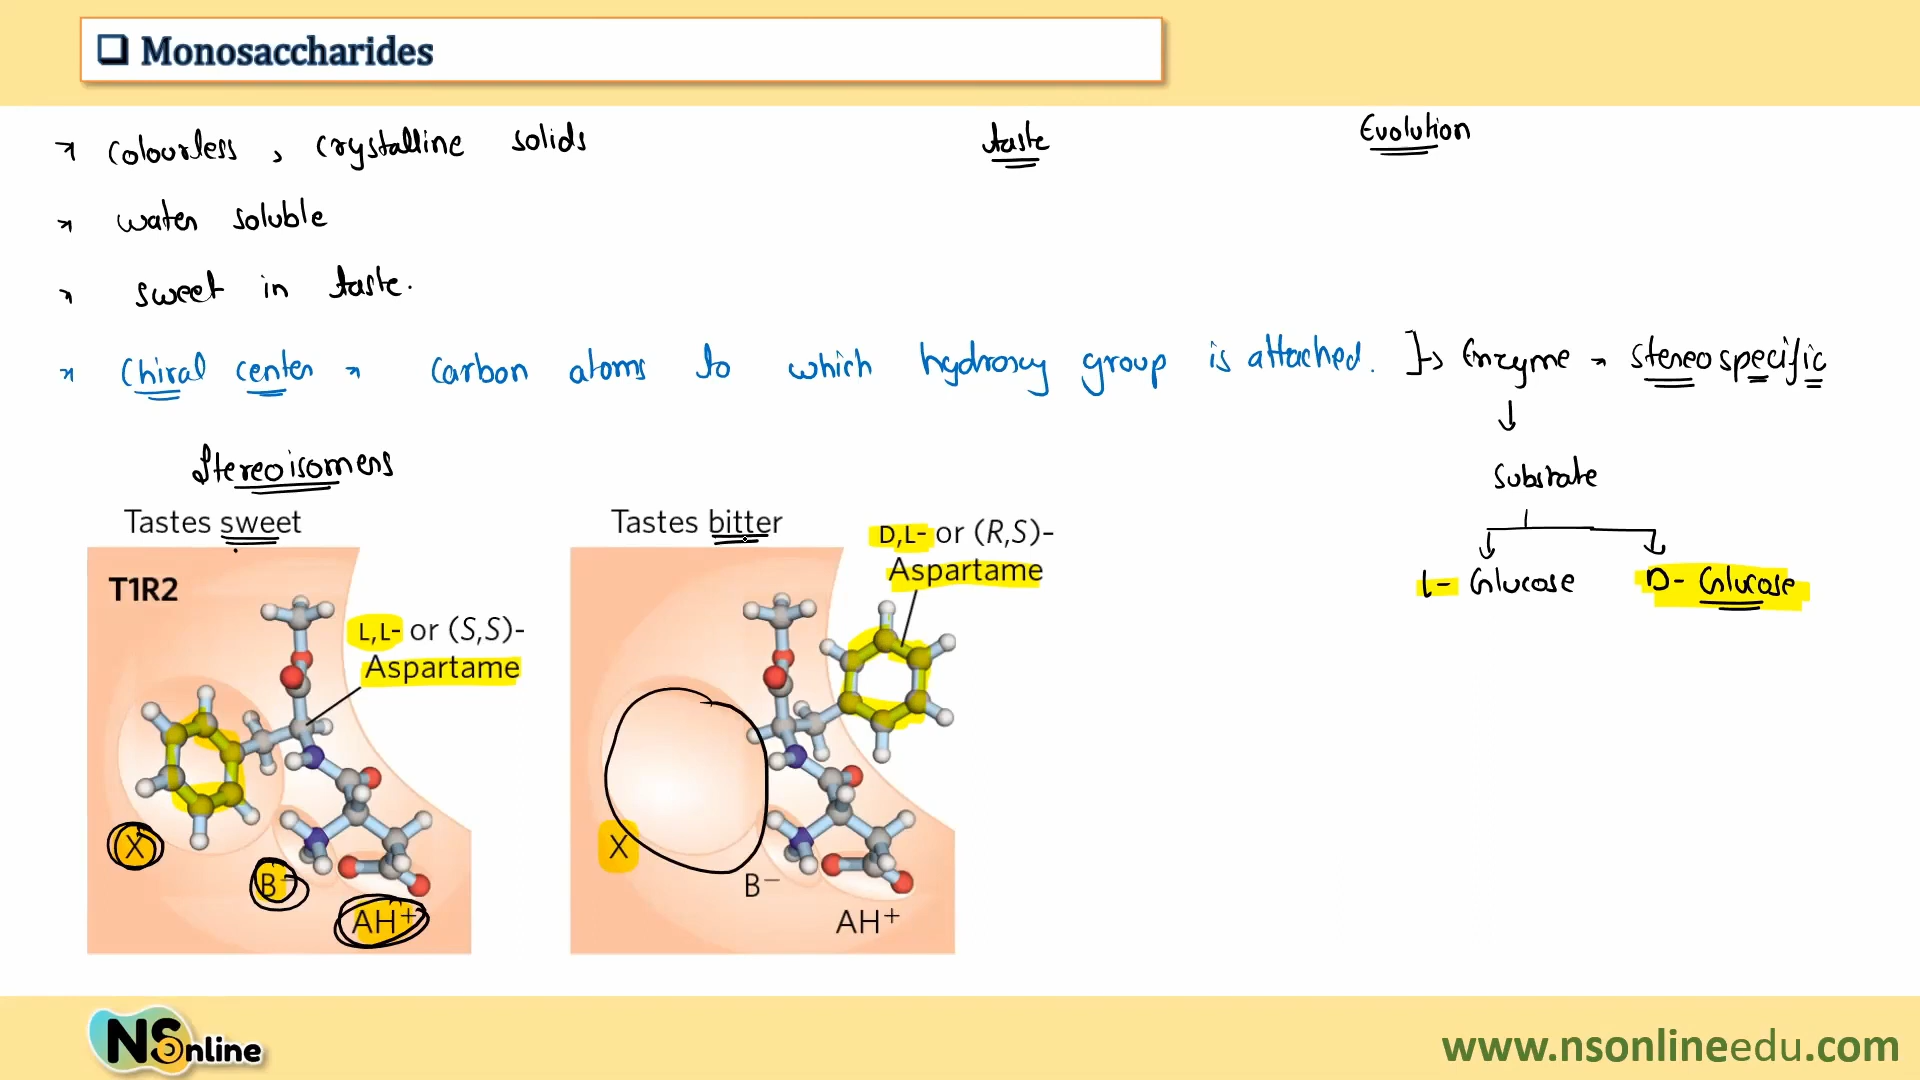 Monosaccharides
Colourless, crystalline solids
taste
Evolution
water soluble
sweet in taste.
Chiral center → carbon atoms to which hydroxy group is attached. ]→ Enzyme → stereospecific
Substrate
L- Glucose
D- Glucose
Stereoisomers
Tastes sweet
T1R2
L,L- or (S,S)-
Aspartame
X
B⁻
AH⁺
Tastes bitter
D,L- or (R,S)-
Aspartame
X
B⁻
AH⁺
NS Online
www.nsonlineedu.com